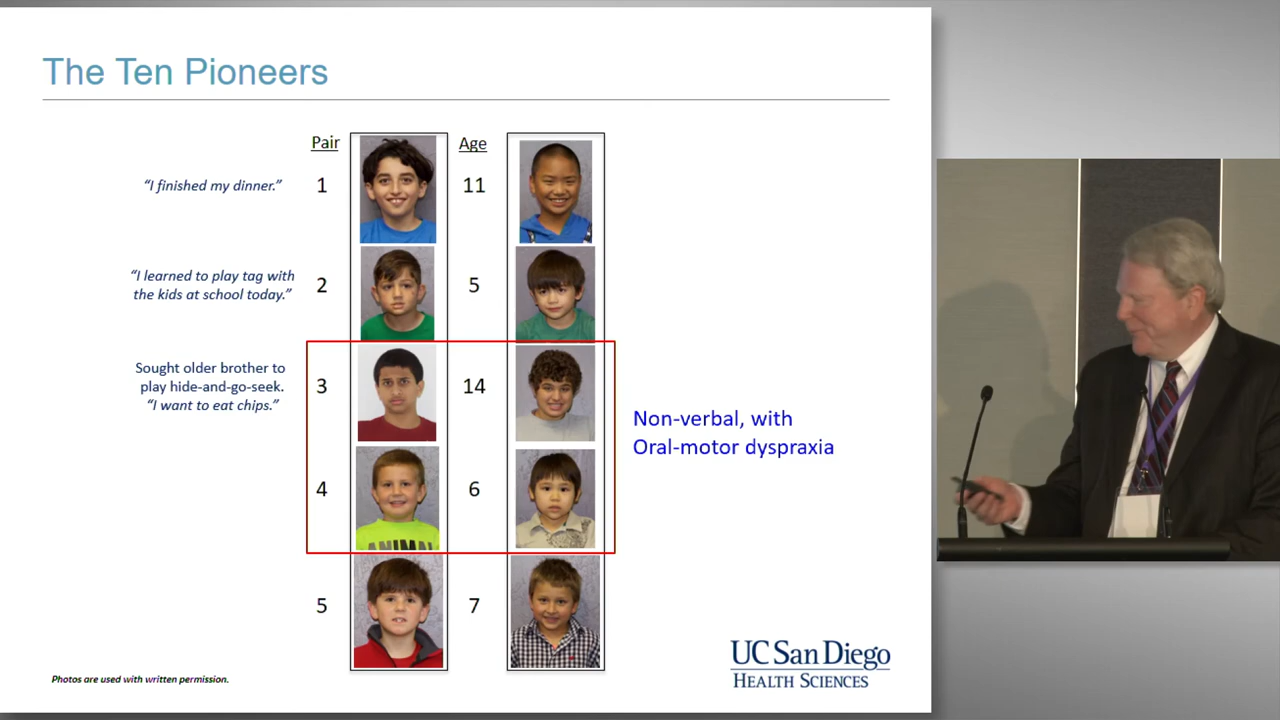 The Ten Pioneers
Pair
Age
“I finished my dinner.”
1
11
“I learned to play tag with
the kids at school today.”
2
5
Sought older brother to
play hide-and-go-seek.
“I want to eat chips.”
3
14
Non-verbal, with
Oral-motor dyspraxia
4
6
ANIMAL
5
7
Photos are used with written permission.
UC San Diego
HEALTH SCIENCES